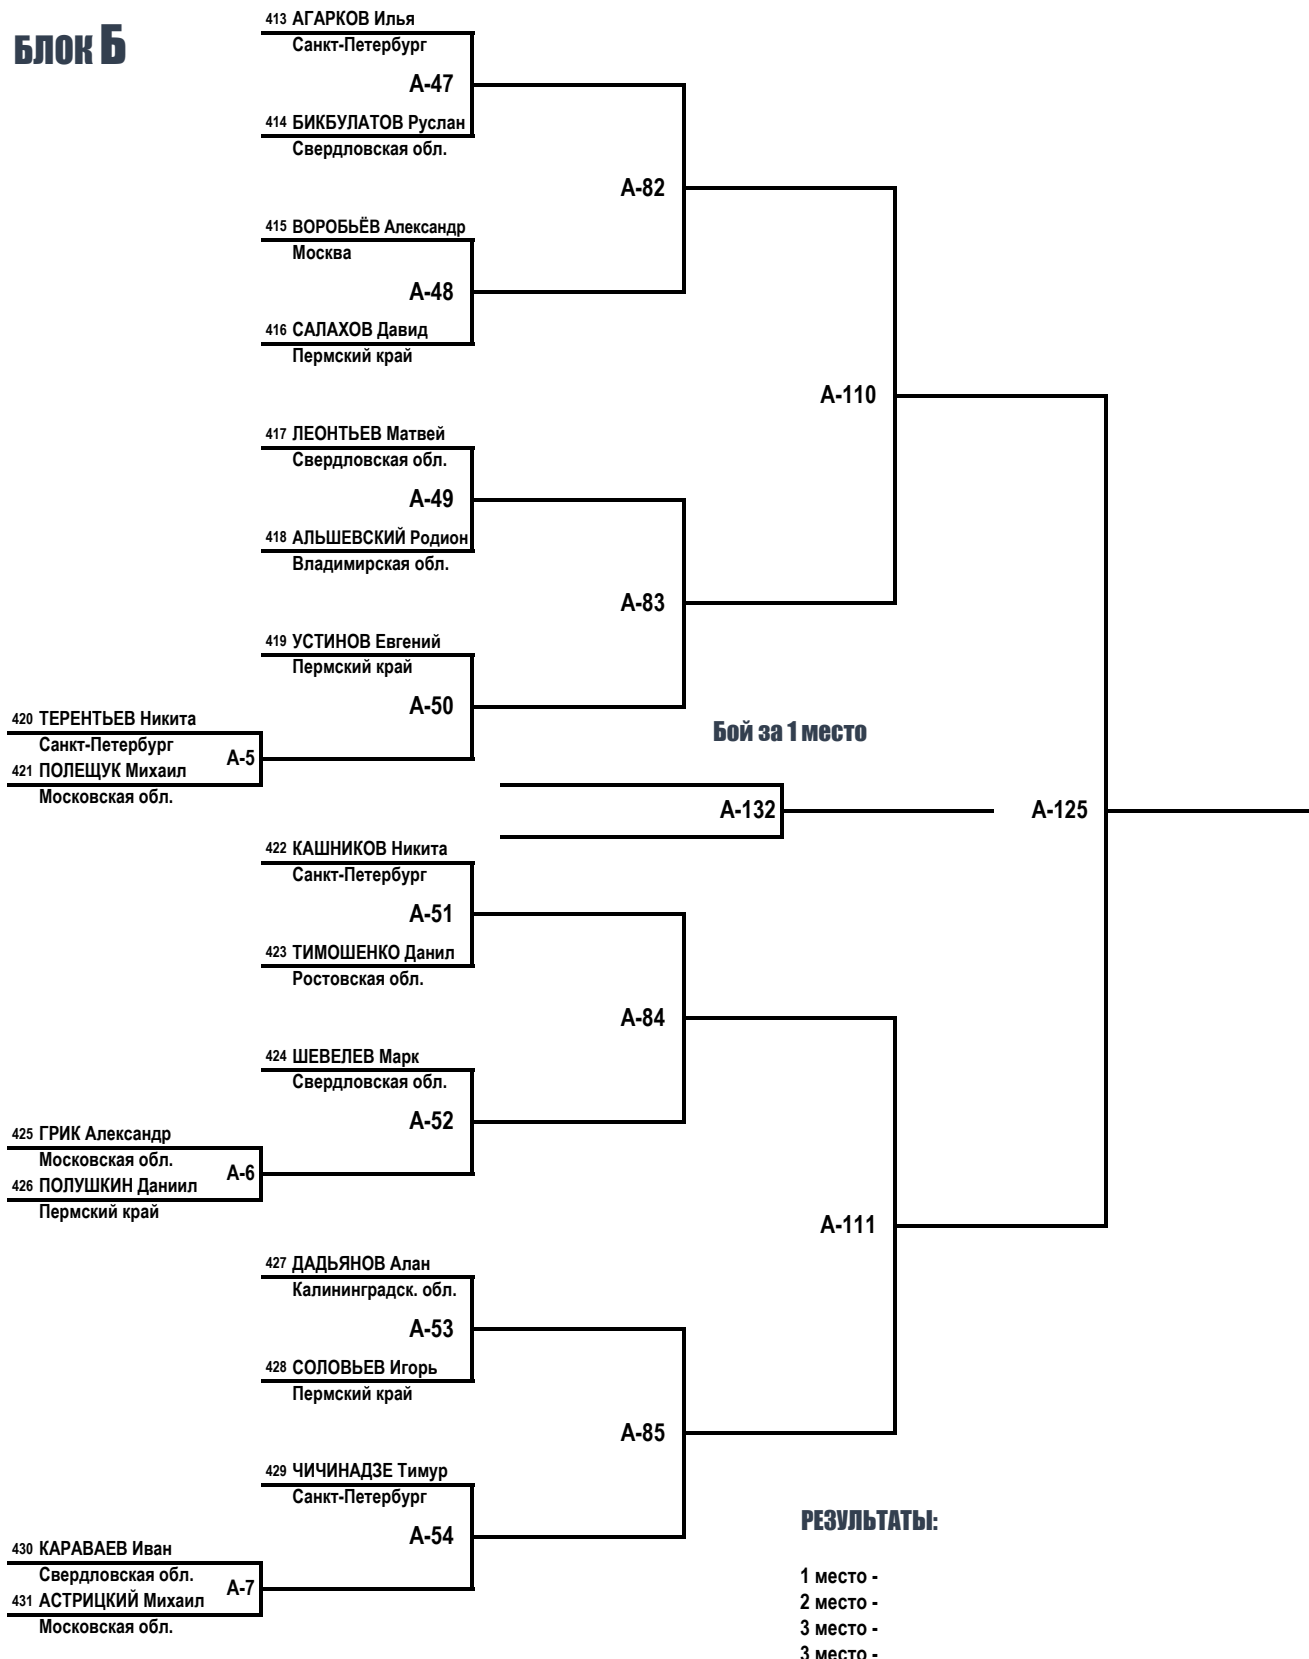 БЛОК Б
413 АГАРКОВ Илья
Санкт-Петербург
А-47
414 БИКБУЛАТОВ Руслан
Свердловская обл.
А-82
415 ВОРОБЬЁВ Александр
Москва
А-48
416 САЛАХОВ Давид
Пермский край
А-110
417 ЛЕОНТЬЕВ Матвей
Свердловская обл.
А-49
418 АЛЬШЕВСКИЙ Родион
Владимирская обл.
А-83
419 УСТИНОВ Евгений
Пермский край
А-50
420 ТЕРЕНТЬЕВ Никита
Санкт-Петербург
А-5
421 ПОЛЕЩУК Михаил
Московская обл.
Бой за 1 место
А-132
А-125
422 КАШНИКОВ Никита
Санкт-Петербург
А-51
423 ТИМОШЕНКО Данил
Ростовская обл.
А-84
424 ШЕВЕЛЕВ Марк
Свердловская обл.
А-52
425 ГРИК Александр
Московская обл.
А-6
426 ПОЛУШКИН Даниил
Пермский край
А-111
427 ДАДЬЯНОВ Алан
Калининградск. обл.
А-53
428 СОЛОВЬЕВ Игорь
Пермский край
А-85
429 ЧИЧИНАДЗЕ Тимур
Санкт-Петербург
А-54
430 КАРАВАЕВ Иван
Свердловская обл.
А-7
431 АСТРИЦКИЙ Михаил
Московская обл.
РЕЗУЛЬТАТЫ:
1 место -
2 место -
3 место -
3 место -